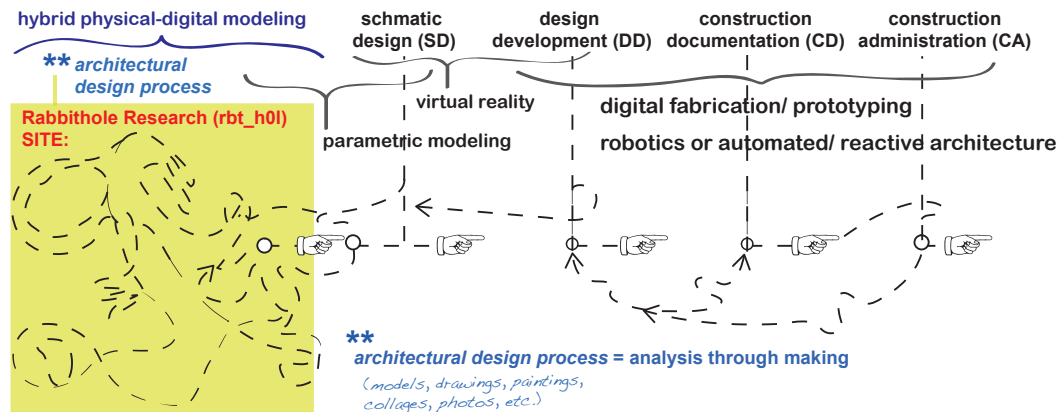 hybrid physical-digital modeling
** architectural
design process
Rabbithole Research (rbt_h0l)
SITE:
schmatic
design (SD)
design
development (DD)
construction
documentation (CD)
construction
administration (CA)
virtual reality
parametric modeling
digital fabrication/ prototyping
robotics or automated/ reactive architecture
**
architectural design process = analysis through making
(models, drawings, paintings,
collages, photos, etc.)